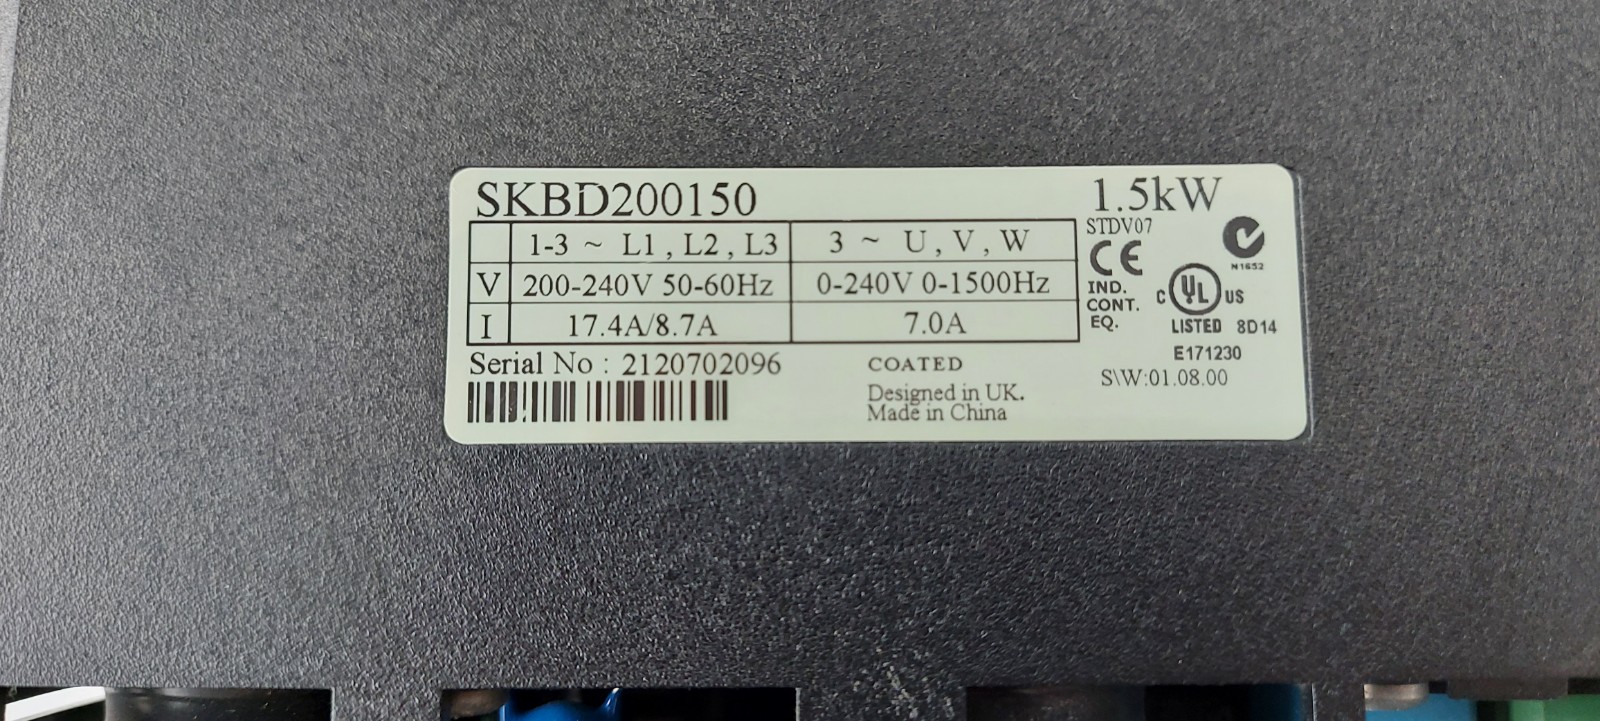 SKBD200150
1.5kW
STDV07
1-3 ~ L1 , L2 , L3
3 ~ U , V , W
V
200-240V 50-60Hz
0-240V 0-1500Hz
I
17.4A/8.7A
7.0A
CE
IND.
CONT.
EQ.
N1652
C UL US
LISTED 8D14
E171230
S\W:01.08.00
Serial No : 2120702096
COATED
Designed in UK.
Made in China